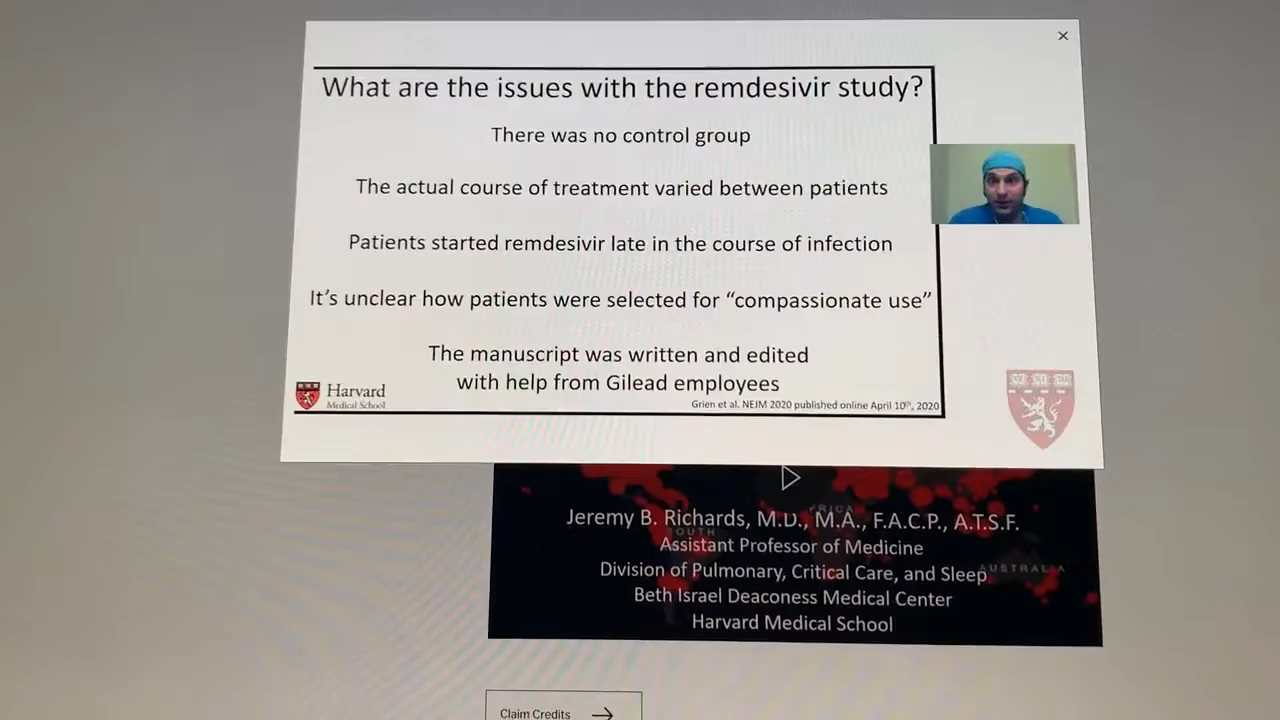 What are the issues with the remdesivir study?
There was no control group
The actual course of treatment varied between patients
Patients started remdesivir late in the course of infection
It's unclear how patients were selected for “compassionate use”
The manuscript was written and edited
with help from Gilead employees
Harvard
Medical School
Grien et al. NEJM 2020 published online April 10th, 2020
VE RI TAS
Jeremy B. Richards, M.D., M.A., F.A.C.P., A.T.S.F.
Assistant Professor of Medicine
Division of Pulmonary, Critical Care, and Sleep
AUSTRALIA
Beth Israel Deaconess Medical Center
Harvard Medical School
Claim Credits